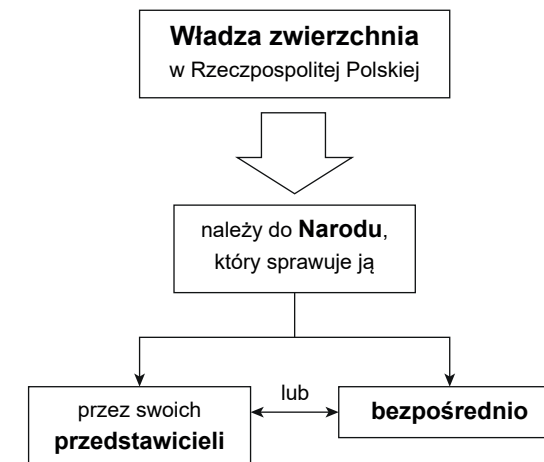 Władza zwierzchnia
w Rzeczpospolitej Polskiej
należy do Narodu,
który sprawuje ją
przez swoich
przedstawicieli
lub
bezpośrednio